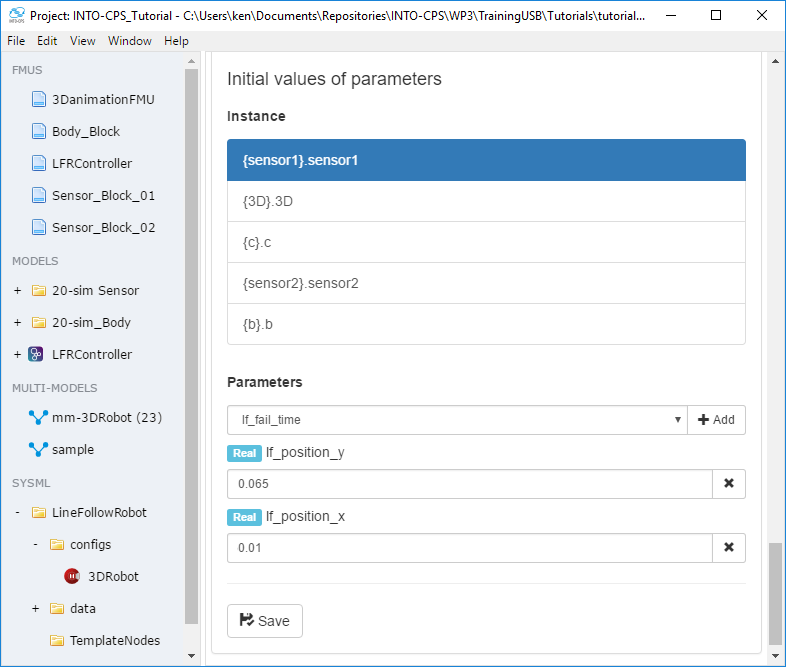 Project: INTO-CPS_Tutorial - C:\Users\ken\Documents\Repositories\INTO-CPS\WP3\TrainingUSB\Tutorials\tutorial...
File Edit View Window Help
FMUS
3DanimationFMU
Body_Block
LFRController
Sensor_Block_01
Sensor_Block_02
MODELS
+ 20-sim Sensor
+ 20-sim_Body
+ LFRController
MULTI-MODELS
mm-3DRobot (23)
sample
SYSML
- LineFollowRobot
- configs
3DRobot
+ data
TemplateNodes
Initial values of parameters
Instance
{sensor1}.sensor1
{3D}.3D
{c}.c
{sensor2}.sensor2
{b}.b
Parameters
lf_fail_time
+ Add
Real lf_position_y
0.065
Real lf_position_x
0.01
Save